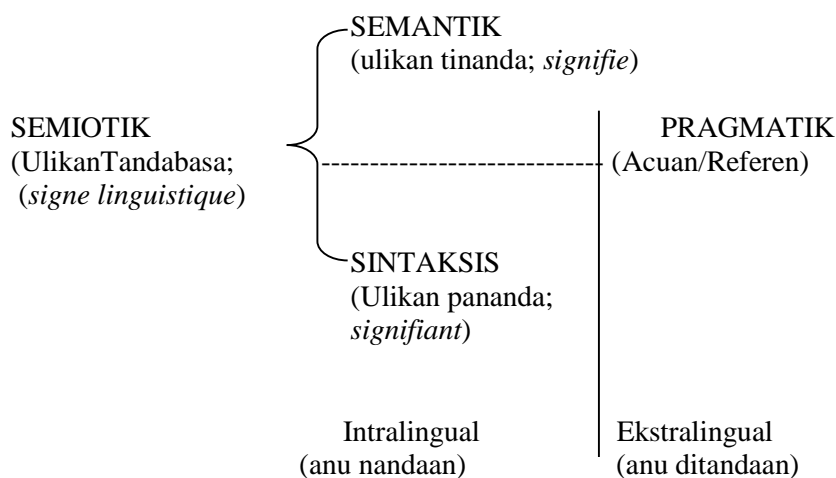 SEMANTIK
(ulikan tinanda; signifie)
SEMIOTIK
(UlikanTandabasa;
(signe linguistique)
PRAGMATIK
(Acuan/Referen)
SINTAKSIS
(Ulikan pananda;
signifiant)
Intralingual
(anu nandaan)
Ekstralingual
(anu ditandaan)